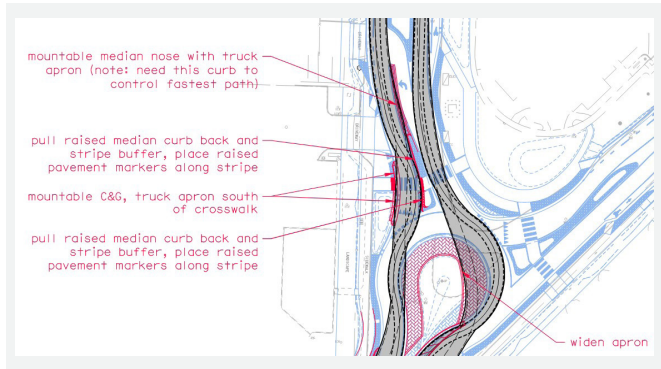 mountable median nose with truck
apron (note: need this curb to
control fastest path)
pull raised median curb back and
stripe buffer, place raised
pavement markers along stripe
mountable C&G, truck apron south
of crosswalk
pull raised median curb back and
stripe buffer, place raised
pavement markers along stripe
widen apron